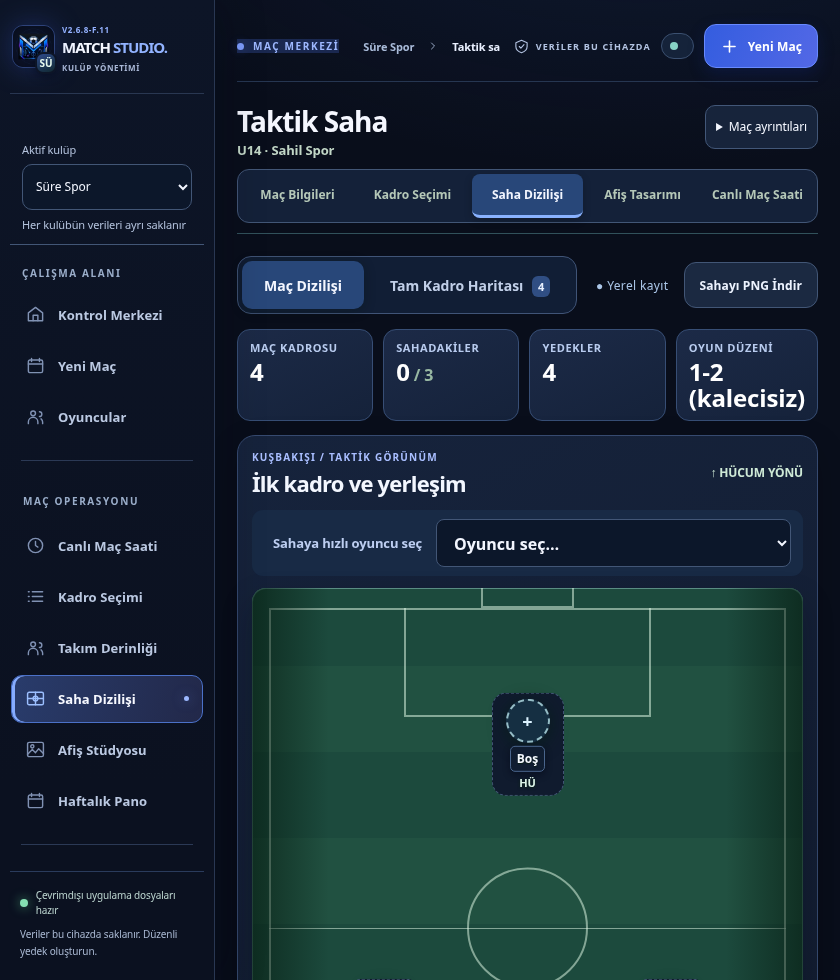 V2.6.8-F.11
MATCH STUDIO.
SÜ
KULÜP YÖNETİMİ
Aktif kulüp
Süre Spor
Her kulübün verileri ayrı saklanır
ÇALIŞMA ALANI
Kontrol Merkezi
Yeni Maç
Oyuncular
MAÇ OPERASYONU
Canlı Maç Saati
Kadro Seçimi
Takım Derinliği
Saha Dizilişi
Afiş Stüdyosu
Haftalık Pano
Çevrimdışı uygulama dosyaları
hazır
Veriler bu cihazda saklanır. Düzenli
yedek oluşturun.
MAÇ MERKEZİ
Süre Spor > Taktik sa
VERİLER BU CİHAZDA
+ Yeni Maç
Taktik Saha
U14 · Sahil Spor
▶ Maç ayrıntıları
Maç Bilgileri
Kadro Seçimi
Saha Dizilişi
Afiş Tasarımı
Canlı Maç Saati
Maç Dizilişi
Tam Kadro Haritası 4
● Yerel kayıt
Sahayı PNG İndir
MAÇ KADROSU
4
SAHADAKİLER
0 / 3
YEDEKLER
4
OYUN DÜZENİ
1-2
(kalecisiz)
KUŞBAKIŞI / TAKTİK GÖRÜNÜM
İlk kadro ve yerleşim
↑ HÜCUM YÖNÜ
Sahaya hızlı oyuncu seç
Oyuncu seç...
+
Boş
HÜ